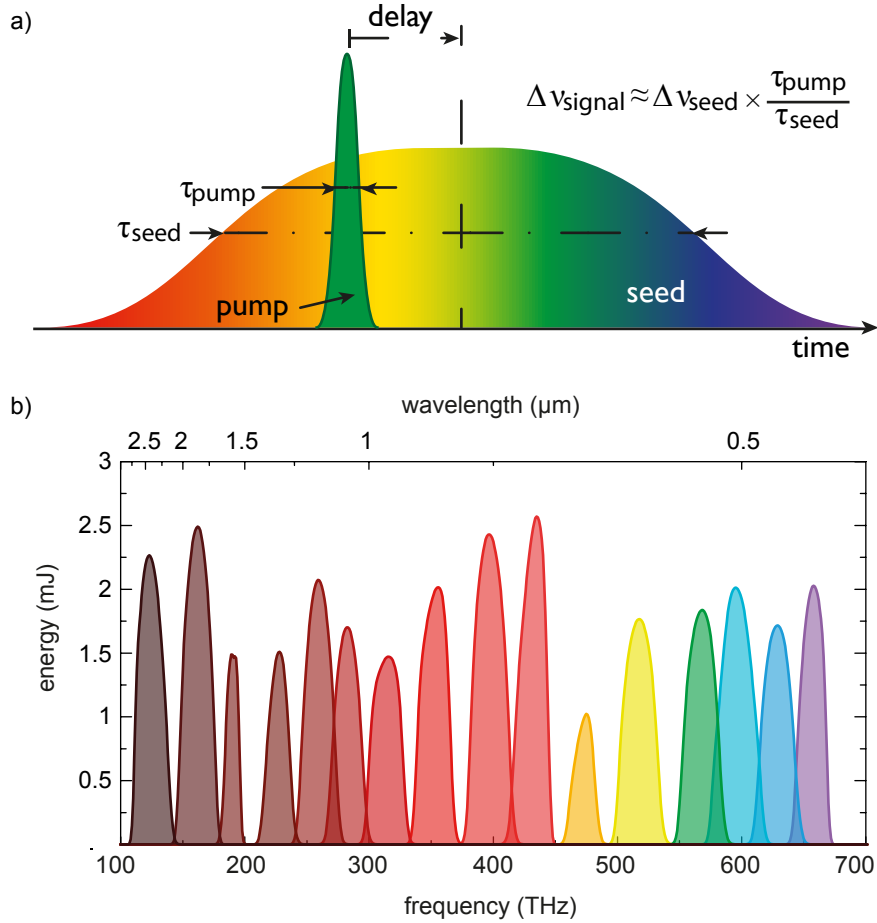 a)
delay
Δνsignal ≈ Δνseed × τpump / τseed
τpump
τseed
pump
seed
time
b)
wavelength (µm)
2.5 2 1.5 1 0.5
3
2.5
2
1.5
1
0.5
energy (mJ)
100 200 300 400 500 600 700
frequency (THz)